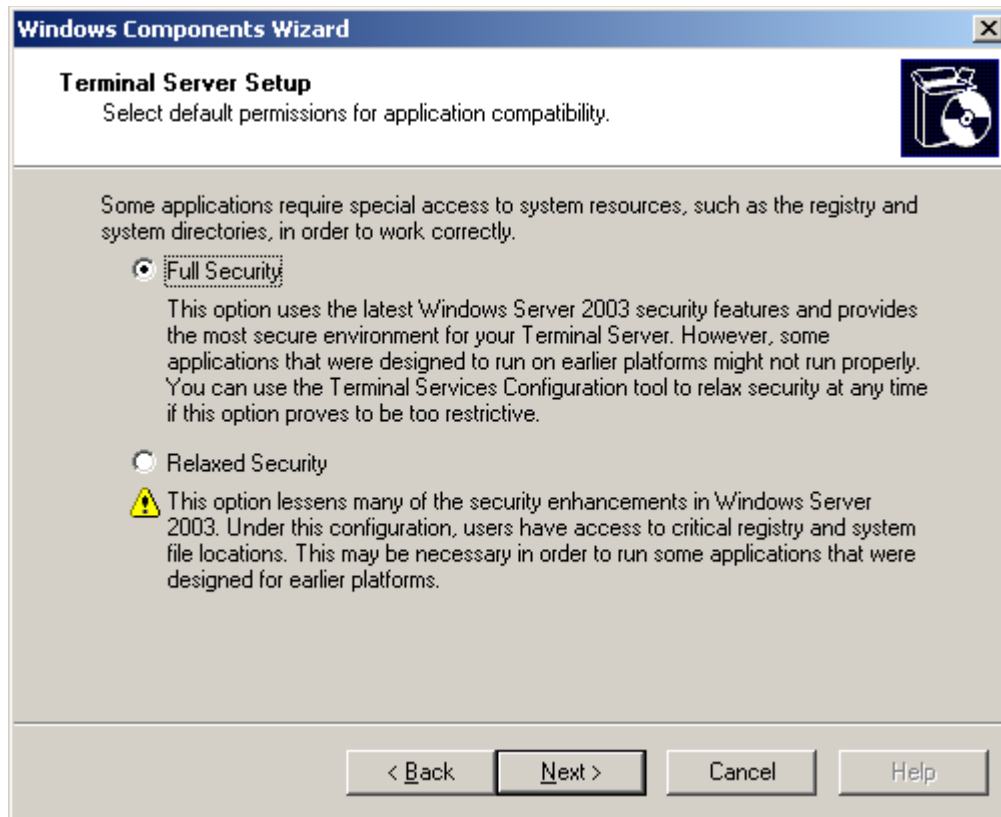 Windows Components Wizard
Terminal Server Setup
Select default permissions for application compatibility.
Some applications require special access to system resources, such as the registry and
system directories, in order to work correctly.
Full Security
This option uses the latest Windows Server 2003 security features and provides
the most secure environment for your Terminal Server. However, some
applications that were designed to run on earlier platforms might not run properly.
You can use the Terminal Services Configuration tool to relax security at any time
if this option proves to be too restrictive.
Relaxed Security
This option lessens many of the security enhancements in Windows Server
2003. Under this configuration, users have access to critical registry and system
file locations. This may be necessary in order to run some applications that were
designed for earlier platforms.
< Back Next > Cancel Help